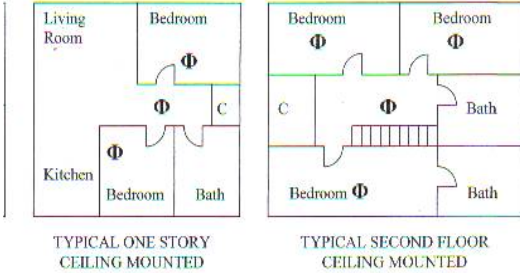 Living
Room
Bedroom
Φ
Φ
C
Φ
Kitchen
Bedroom
Bath
TYPICAL ONE STORY
CEILING MOUNTED
Bedroom
Φ
Bedroom
Φ
C
Φ
Bath
Bedroom Φ
Bath
TYPICAL SECOND FLOOR
CEILING MOUNTED